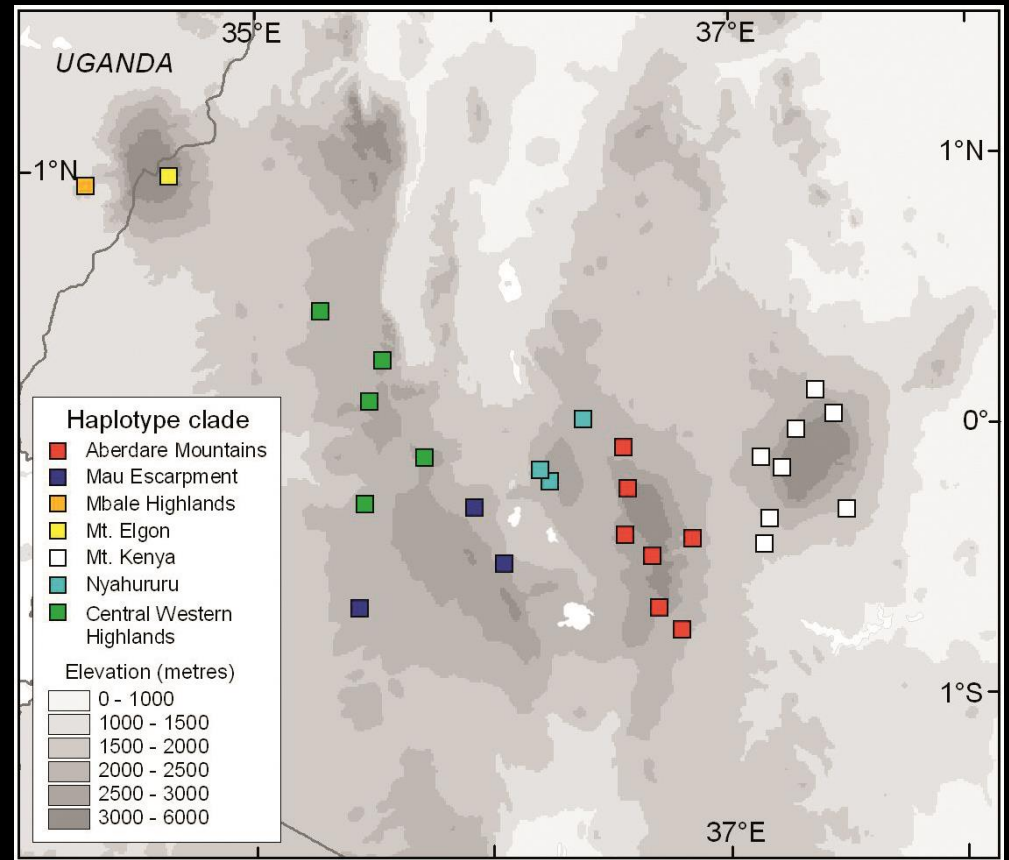 35°E
37°E
UGANDA
1°N
1°N
0°
1°S
37°E
Haplotype clade
Aberdare Mountains
Mau Escarpment
Mbale Highlands
Mt. Elgon
Mt. Kenya
Nyahururu
Central Western
Highlands
Elevation (metres)
0 - 1000
1000 - 1500
1500 - 2000
2000 - 2500
2500 - 3000
3000 - 6000